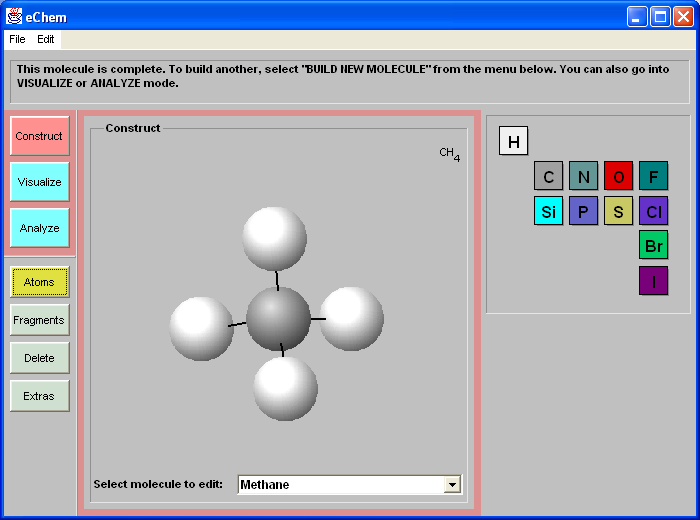 eChem
File Edit
This molecule is complete. To build another, select "BUILD NEW MOLECULE" from the menu below. You can also go into
VISUALIZE or ANALYZE mode.
Construct
Visualize
Analyze
Atoms
Fragments
Delete
Extras
Construct
CH4
Select molecule to edit: Methane
H
C N O F
Si P S Cl
Br
I